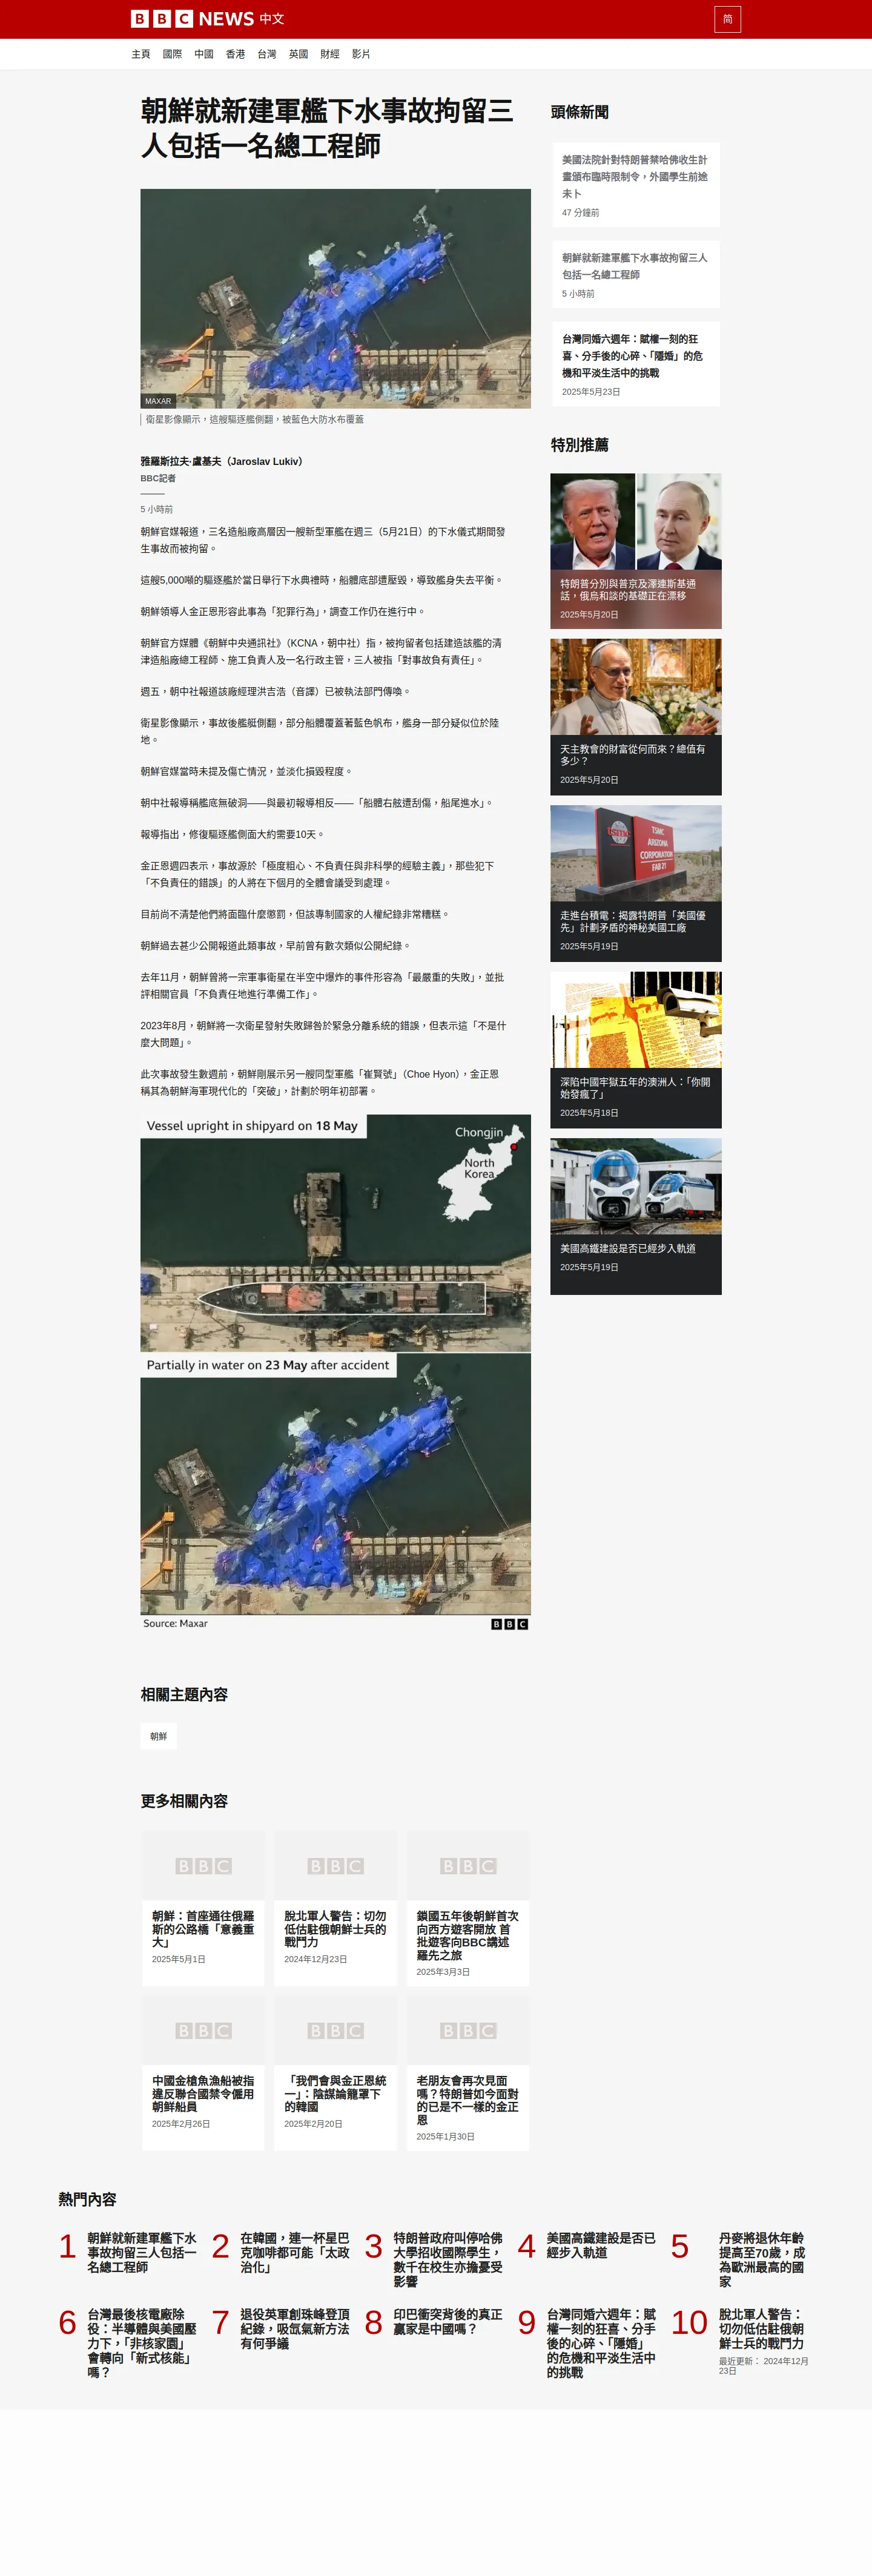 BBC NEWS 中文
简
主頁 國際 中國 香港 台灣 英國 財經 影片
朝鮮就新建軍艦下水事故拘留三
人包括一名總工程師
MAXAR
衛星影像顯示，這艘驅逐艦側翻，被藍色大防水布覆蓋
雅羅斯拉夫·盧基夫（Jaroslav Lukiv）
BBC記者
5 小時前
朝鮮官媒報道，三名造船廠高層因一艘新型軍艦在週三（5月21日）的下水儀式期間發
生事故而被拘留。
這艘5,000噸的驅逐艦於當日舉行下水典禮時，船體底部遭壓毀，導致艦身失去平衡。
朝鮮領導人金正恩形容此事為「犯罪行為」，調查工作仍在進行中。
朝鮮官方媒體《朝鮮中央通訊社》（KCNA，朝中社）指，被拘留者包括建造該艦的清
津造船廠總工程師、施工負責人及一名行政主管，三人被指「對事故負有責任」。
週五，朝中社報道該廠經理洪吉浩（音譯）已被執法部門傳喚。
衛星影像顯示，事故後艦艇側翻，部分船體覆蓋著藍色帆布，艦身一部分疑似位於陸
地。
朝鮮官媒當時未提及傷亡情況，並淡化損毀程度。
朝中社報導稱艦底無破洞——與最初報導相反——「船體右舷遭刮傷，船尾進水」。
報導指出，修復驅逐艦側面大約需要10天。
金正恩週四表示，事故源於「極度粗心、不負責任與非科學的經驗主義」，那些犯下
「不負責任的錯誤」的人將在下個月的全體會議受到處理。
目前尚不清楚他們將面臨什麼懲罰，但該專制國家的人權紀錄非常糟糕。
朝鮮過去甚少公開報道此類事故，早前曾有數次類似公開紀錄。
去年11月，朝鮮曾將一宗軍事衛星在半空中爆炸的事件形容為「最嚴重的失敗」，並批
評相關官員「不負責任地進行準備工作」。
2023年8月，朝鮮將一次衛星發射失敗歸咎於緊急分離系統的錯誤，但表示這「不是什
麼大問題」。
此次事故發生數週前，朝鮮剛展示另一艘同型軍艦「崔賢號」（Choe Hyon），金正恩
稱其為朝鮮海軍現代化的「突破」，計劃於明年初部署。
Vessel upright in shipyard on 18 May
Chongjin
North
Korea
Partially in water on 23 May after accident
Source: Maxar
BBC
相關主題內容
朝鮮
更多相關內容
BBC
BBC
BBC
朝鮮：首座通往俄羅
斯的公路橋「意義重
大」
2025年5月1日
脫北軍人警告：切勿
低估駐俄朝鮮士兵的
戰鬥力
2024年12月23日
鎖國五年後朝鮮首次
向西方遊客開放 首
批遊客向BBC講述
羅先之旅
2025年3月3日
BBC
BBC
BBC
中國金槍魚漁船被指
違反聯合國禁令僱用
朝鮮船員
2025年2月26日
「我們會與金正恩統
一」：陰謀論籠罩下
的韓國
2025年2月20日
老朋友會再次見面
嗎？特朗普如今面對
的已是不一樣的金正
恩
2025年1月30日
頭條新聞
美國法院針對特朗普禁哈佛收生計
畫頒布臨時限制令，外國學生前途
未卜
47 分鐘前
朝鮮就新建軍艦下水事故拘留三人
包括一名總工程師
5 小時前
台灣同婚六週年：賦權一刻的狂
喜、分手後的心碎、「隱婚」的危
機和平淡生活中的挑戰
2025年5月23日
特別推薦
特朗普分別與普京及澤連斯基通
話，俄烏和談的基礎正在漂移
2025年5月20日
天主教會的財富從何而來？總值有
多少？
2025年5月20日
TSMC
ARIZONA
CORPORATION
FAB 21
走進台積電：揭露特朗普「美國優
先」計劃矛盾的神秘美國工廠
2025年5月19日
深陷中國牢獄五年的澳洲人：「你開
始發瘋了」
2025年5月18日
美國高鐵建設是否已經步入軌道
2025年5月19日
熱門內容
1
朝鮮就新建軍艦下水
事故拘留三人包括一
名總工程師
2
在韓國，連一杯星巴
克咖啡都可能「太政
治化」
3
特朗普政府叫停哈佛
大學招收國際學生，
數千在校生亦擔憂受
影響
4
美國高鐵建設是否已
經步入軌道
5
丹麥將退休年齡
提高至70歲，成
為歐洲最高的國
家
6
台灣最後核電廠除
役：半導體與美國壓
力下，「非核家園」
會轉向「新式核能」
嗎？
7
退役英軍創珠峰登頂
紀錄，吸氙氣新方法
有何爭議
8
印巴衝突背後的真正
贏家是中國嗎？
9
台灣同婚六週年：賦
權一刻的狂喜、分手
後的心碎、「隱婚」
的危機和平淡生活中
的挑戰
10
脫北軍人警告：
切勿低估駐俄朝
鮮士兵的戰鬥力
最近更新： 2024年12月
23日